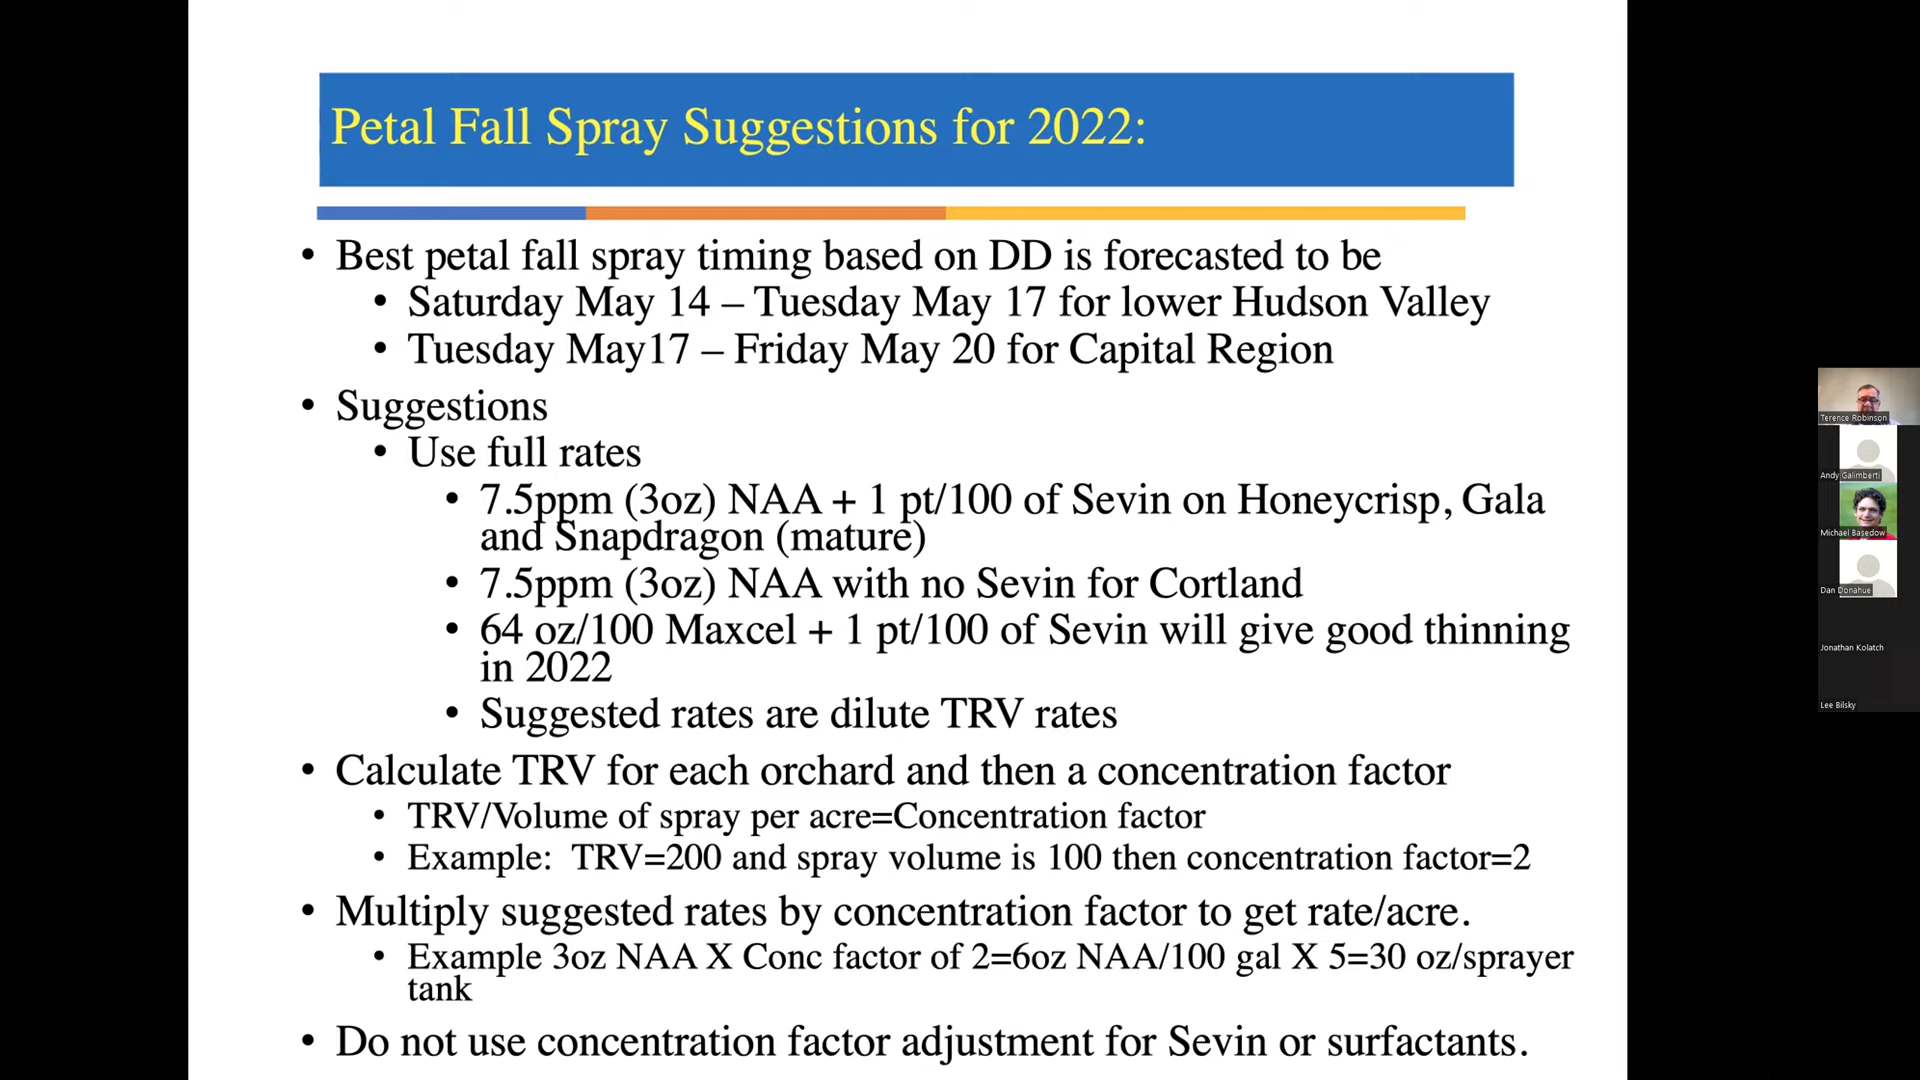 Petal Fall Spray Suggestions for 2022:
• Best petal fall spray timing based on DD is forecasted to be
• Saturday May 14 – Tuesday May 17 for lower Hudson Valley
• Tuesday May17 – Friday May 20 for Capital Region
• Suggestions
• Use full rates
• 7.5ppm (3oz) NAA + 1 pt/100 of Sevin on Honeycrisp, Gala
and Snapdragon (mature)
• 7.5ppm (3oz) NAA with no Sevin for Cortland
• 64 oz/100 Maxcel + 1 pt/100 of Sevin will give good thinning
in 2022
• Suggested rates are dilute TRV rates
• Calculate TRV for each orchard and then a concentration factor
• TRV/Volume of spray per acre=Concentration factor
• Example: TRV=200 and spray volume is 100 then concentration factor=2
• Multiply suggested rates by concentration factor to get rate/acre.
• Example 3oz NAA X Conc factor of 2=6oz NAA/100 gal X 5=30 oz/sprayer
tank
• Do not use concentration factor adjustment for Sevin or surfactants.
Terence Robinson
Andy Galimberti
Michael Basedow
Dan Donahue
Jonathan Kolatch
Lee Bilsky